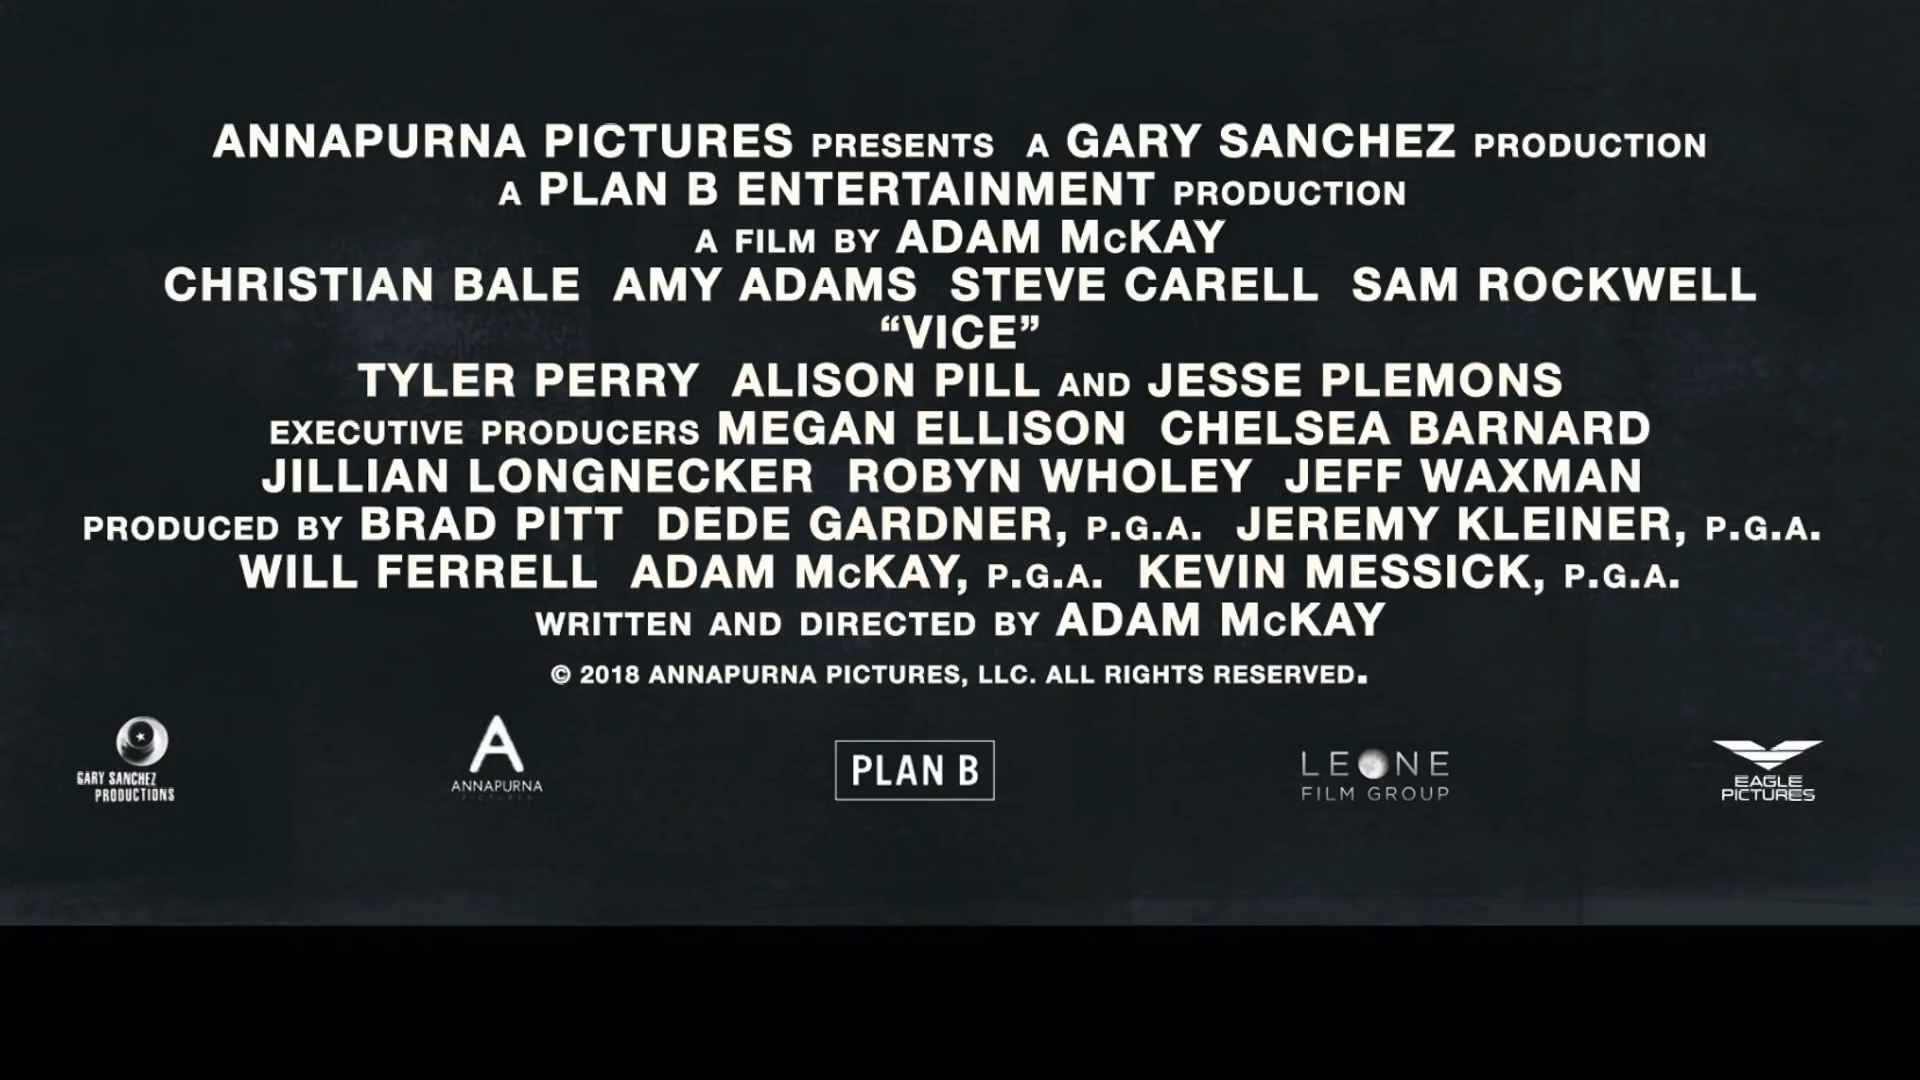 ANNAPURNA PICTURES PRESENTS A GARY SANCHEZ PRODUCTION
A PLAN B ENTERTAINMENT PRODUCTION
A FILM BY ADAM McKAY
CHRISTIAN BALE AMY ADAMS STEVE CARELL SAM ROCKWELL
“VICE”
TYLER PERRY ALISON PILL AND JESSE PLEMONS
EXECUTIVE PRODUCERS MEGAN ELLISON CHELSEA BARNARD
JILLIAN LONGNECKER ROBYN WHOLEY JEFF WAXMAN
PRODUCED BY BRAD PITT DEDE GARDNER, P.G.A. JEREMY KLEINER, P.G.A.
WILL FERRELL ADAM McKAY, P.G.A. KEVIN MESSICK, P.G.A.
WRITTEN AND DIRECTED BY ADAM McKAY
© 2018 ANNAPURNA PICTURES, LLC. ALL RIGHTS RESERVED.
GARY SANCHEZ
PRODUCTIONS
A
ANNAPURNA
PICTURES
PLAN B
LEONE
FILM GROUP
EAGLE
PICTURES